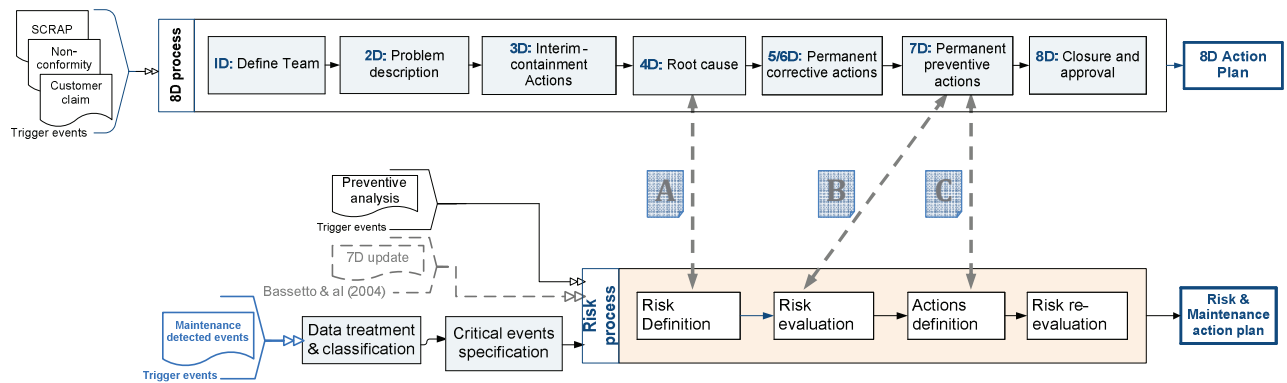 SCRAP
Non-
conformity
Customer
claim
Trigger events
8D process
1D: Define Team
2D: Problem
description
3D: Interim-
containment
Actions
4D: Root cause
5/6D: Permanent
corrective actions
7D: Permanent
preventive
actions
8D: Closure and
approval
8D Action
Plan
A
B
C
Preventive
analysis
Trigger events
7D update
Bassetto & al (2004)
Maintenance
detected events
Trigger events
Data treatment
& classification
Critical events
specification
Risk
process
Risk
Definition
Risk
evaluation
Actions
definition
Risk re-
evaluation
Risk &
Maintenance
action plan